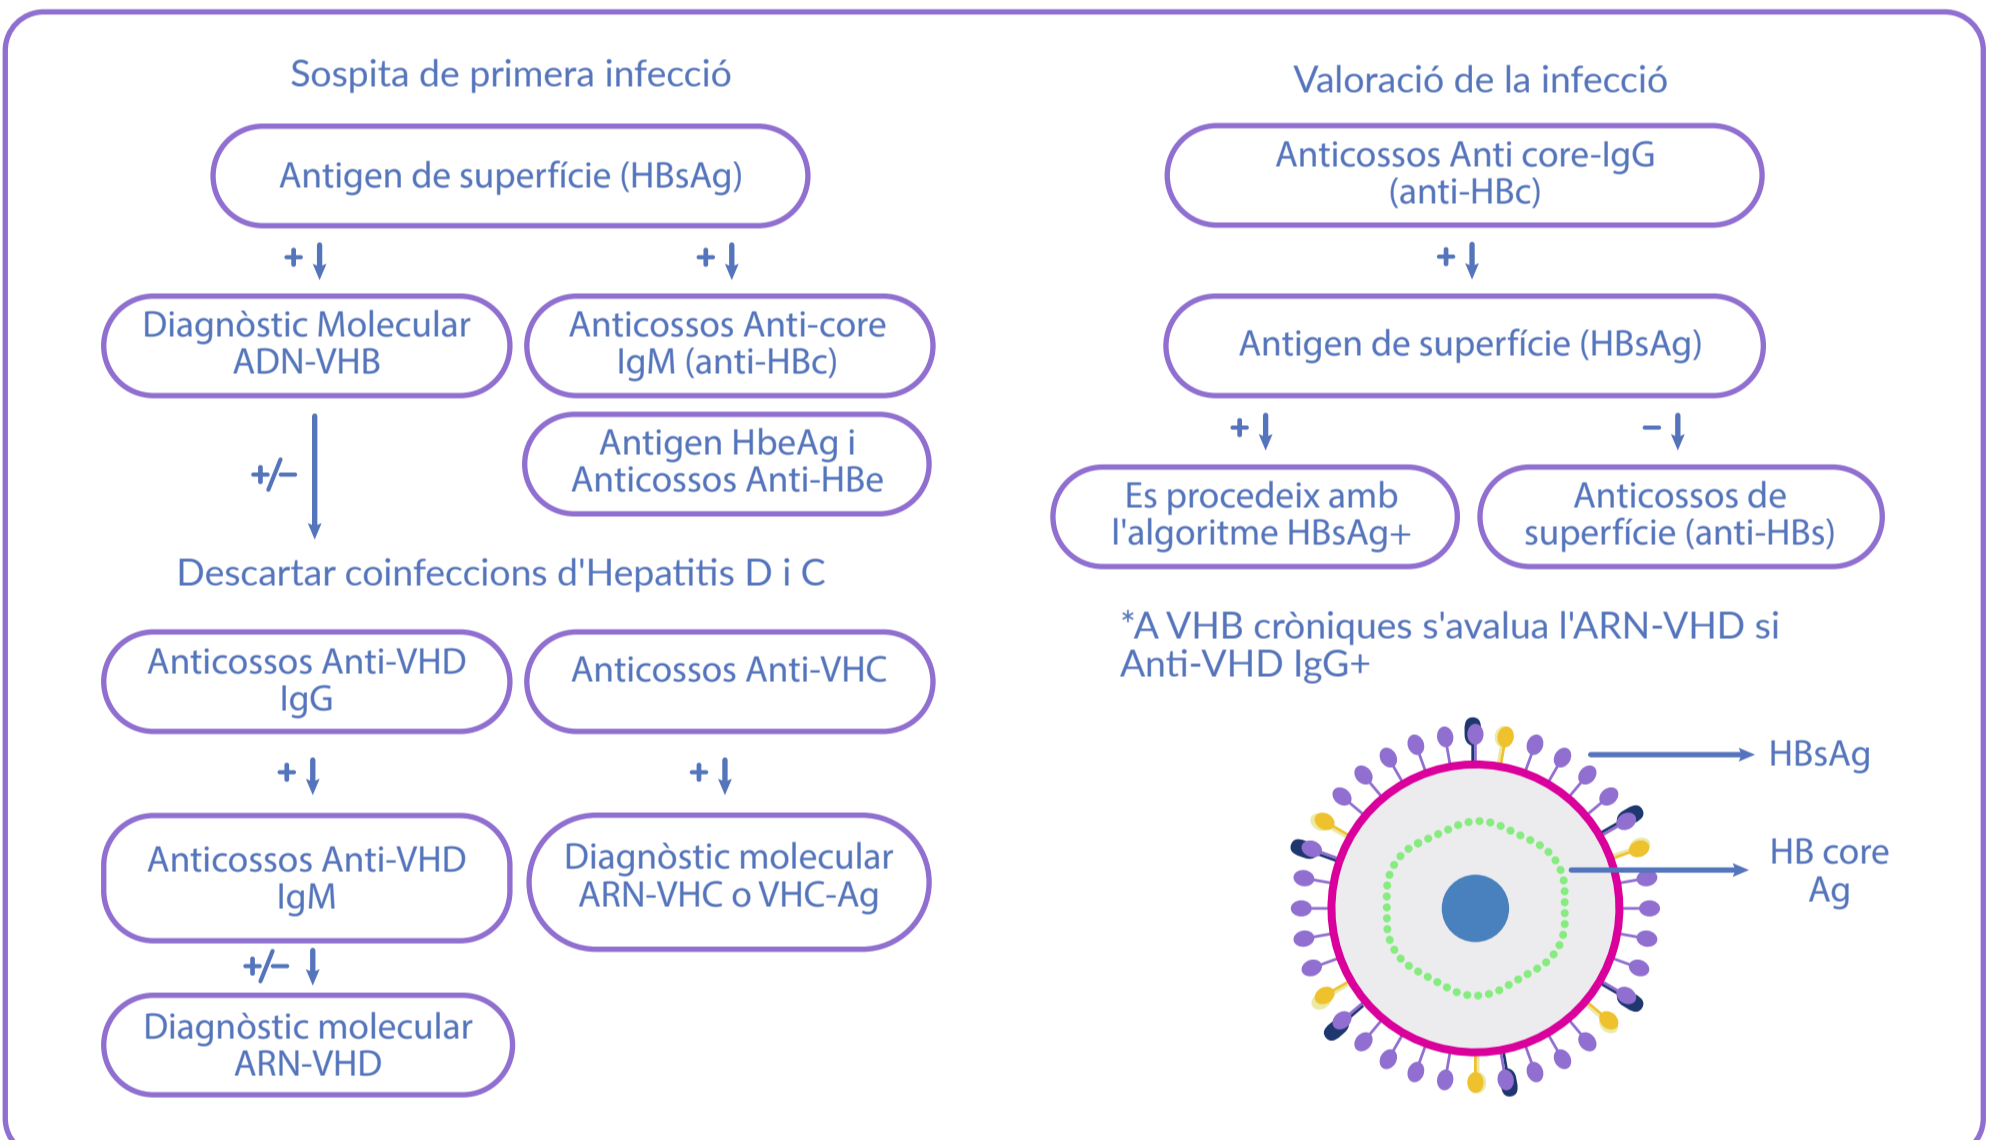 Sospita de primera infecció
Antigen de superfície (HBsAg)
+
+
Diagnòstic Molecular
ADN-VHB
Anticossos Anti-core
IgM (anti-HBc)
Antigen HbeAg i
Anticossos Anti-HBe
+/−
Descartar coinfeccions d'Hepatitis D i C
Anticossos Anti-VHD
IgG
Anticossos Anti-VHC
+
+
Anticossos Anti-VHD
IgM
Diagnòstic molecular
ARN-VHC o VHC-Ag
+/−
Diagnòstic molecular
ARN-VHD
Valoració de la infecció
Anticossos Anti core-IgG
(anti-HBc)
+
Antigen de superfície (HBsAg)
+
−
Es procedeix amb
l'algoritme HBsAg+
Anticossos de
superfície (anti-HBs)
*A VHB cròniques s'avalua l'ARN-VHD si
Anti-VHD IgG+
HBsAg
HB core
Ag